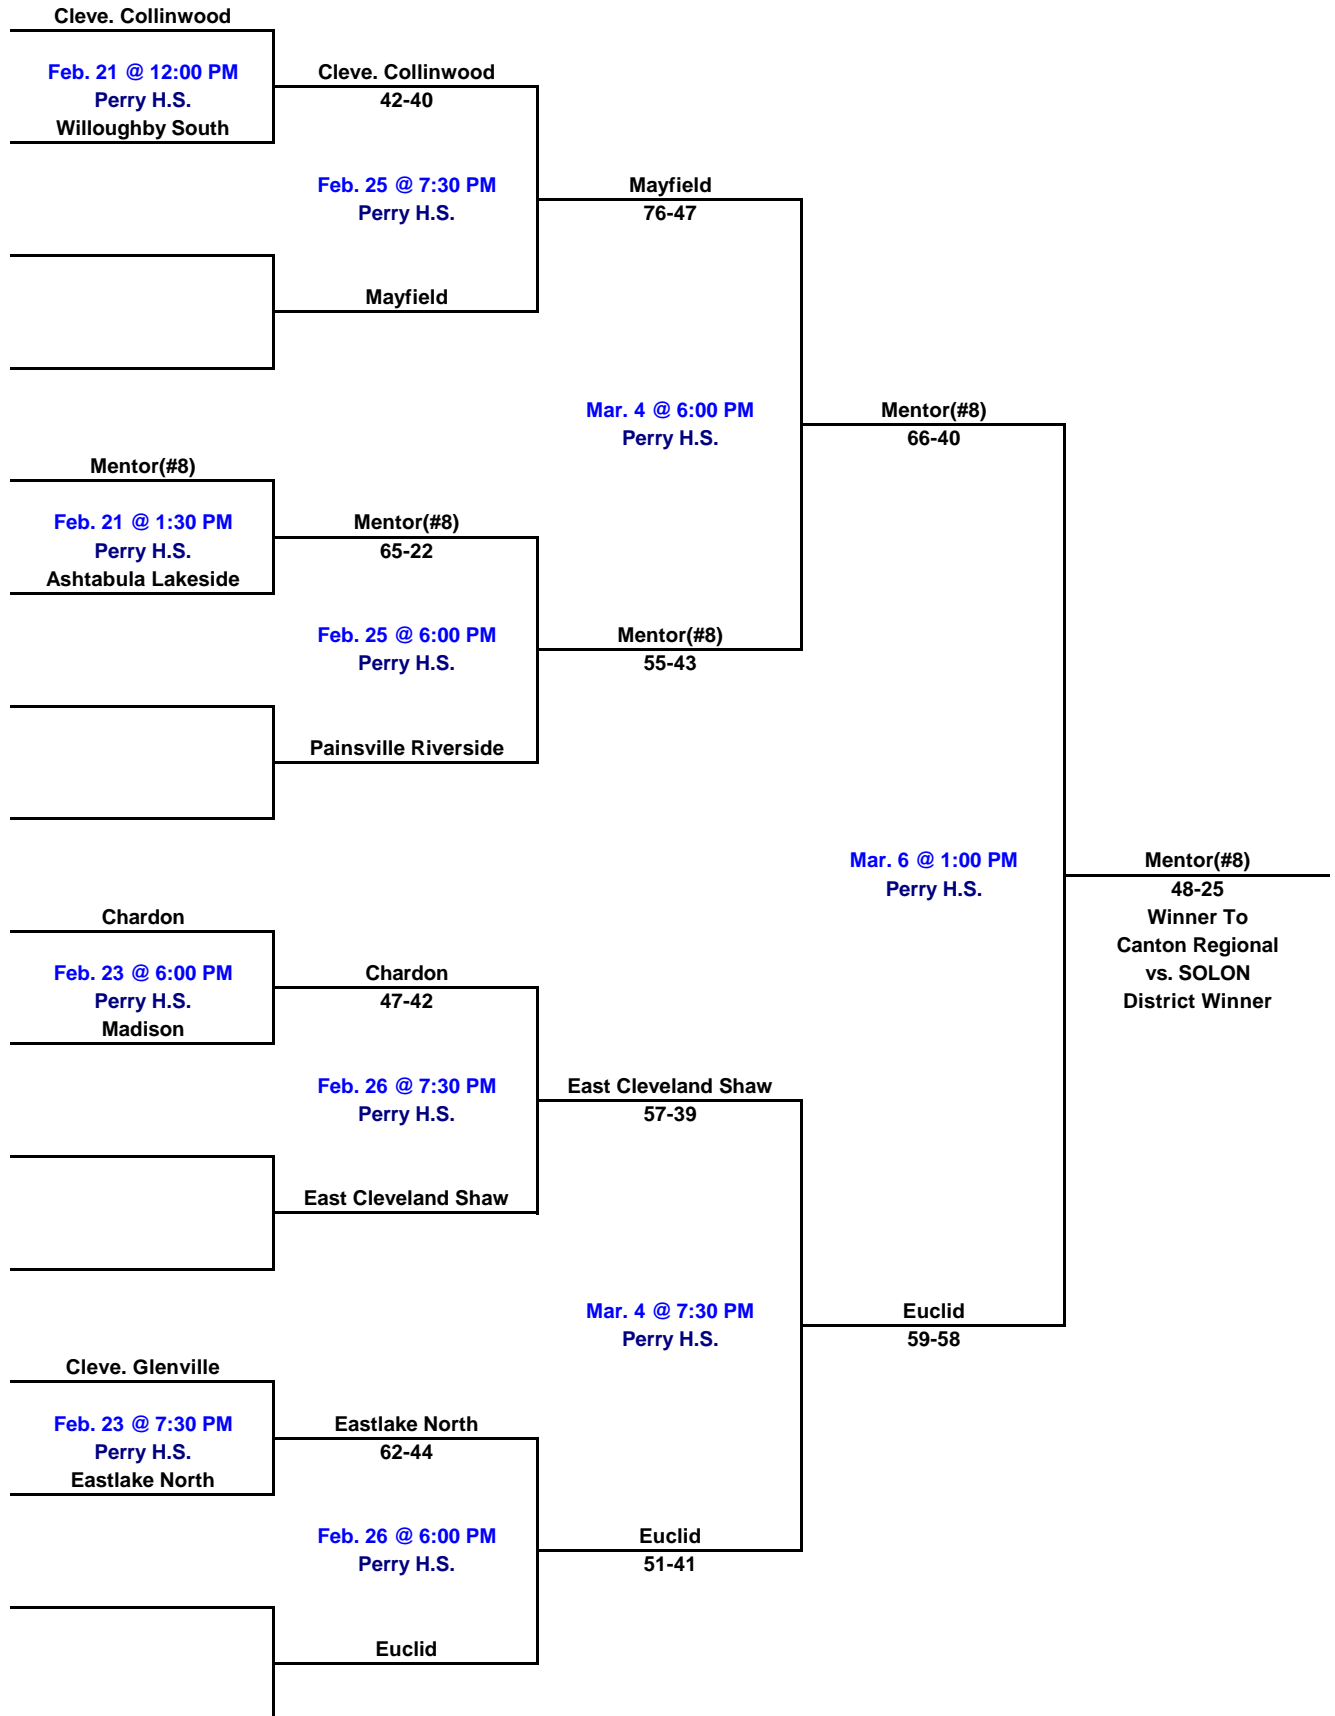 Cleve. Collinwood
Feb. 21 @ 12:00 PM
Perry H.S.
Willoughby South
Cleve. Collinwood
42-40
Feb. 25 @ 7:30 PM
Perry H.S.
Mayfield
Mayfield
76-47
Mar. 4 @ 6:00 PM
Perry H.S.
Mentor(#8)
66-40
Mentor(#8)
Feb. 21 @ 1:30 PM
Perry H.S.
Ashtabula Lakeside
Mentor(#8)
65-22
Feb. 25 @ 6:00 PM
Perry H.S.
Painsville Riverside
Mentor(#8)
55-43
Mar. 6 @ 1:00 PM
Perry H.S.
Mentor(#8)
48-25
Winner To
Canton Regional
vs. SOLON
District Winner
Chardon
Feb. 23 @ 6:00 PM
Perry H.S.
Madison
Chardon
47-42
Feb. 26 @ 7:30 PM
Perry H.S.
East Cleveland Shaw
East Cleveland Shaw
57-39
Mar. 4 @ 7:30 PM
Perry H.S.
Euclid
59-58
Cleve. Glenville
Feb. 23 @ 7:30 PM
Perry H.S.
Eastlake North
Eastlake North
62-44
Feb. 26 @ 6:00 PM
Perry H.S.
Euclid
Euclid
51-41